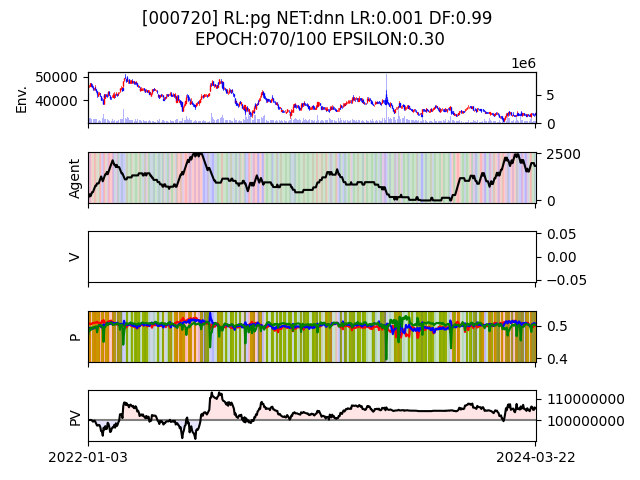 [000720] RL:pg NET:dnn LR:0.001 DF:0.99
EPOCH:070/100 EPSILON:0.30
1e6
Env.
50000
40000
5
0
Agent
2500
0
V
0.05
0.00
−0.05
P
0.5
0.4
PV
110000000
100000000
2022-01-03
2024-03-22